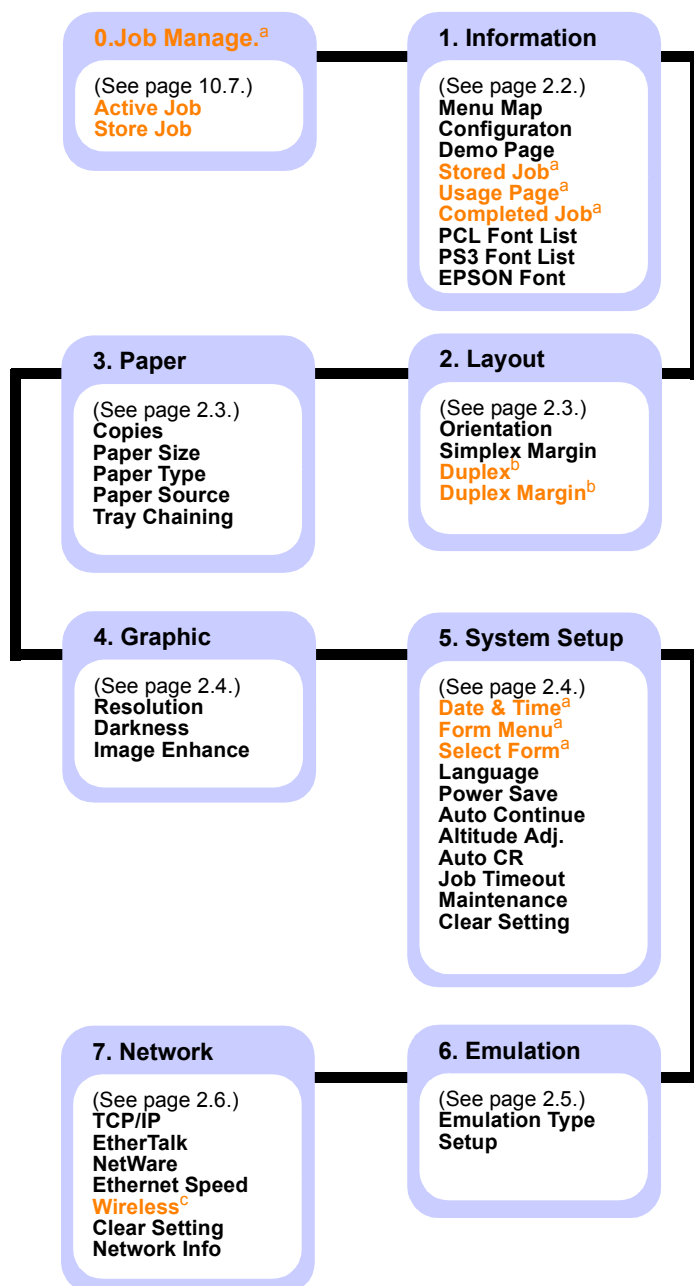 0.Job Manage.a
(See page 10.7.)
Active Job
Store Job
1. Information
(See page 2.2.)
Menu Map
Configuraton
Demo Page
Stored Joba
Usage Pagea
Completed Joba
PCL Font List
PS3 Font List
EPSON Font
2. Layout
(See page 2.3.)
Orientation
Simplex Margin
Duplexb
Duplex Marginb
3. Paper
(See page 2.3.)
Copies
Paper Size
Paper Type
Paper Source
Tray Chaining
4. Graphic
(See page 2.4.)
Resolution
Darkness
Image Enhance
5. System Setup
(See page 2.4.)
Date & Timea
Form Menua
Select Forma
Language
Power Save
Auto Continue
Altitude Adj.
Auto CR
Job Timeout
Maintenance
Clear Setting
6. Emulation
(See page 2.5.)
Emulation Type
Setup
7. Network
(See page 2.6.)
TCP/IP
EtherTalk
NetWare
Ethernet Speed
Wirelessc
Clear Setting
Network Info